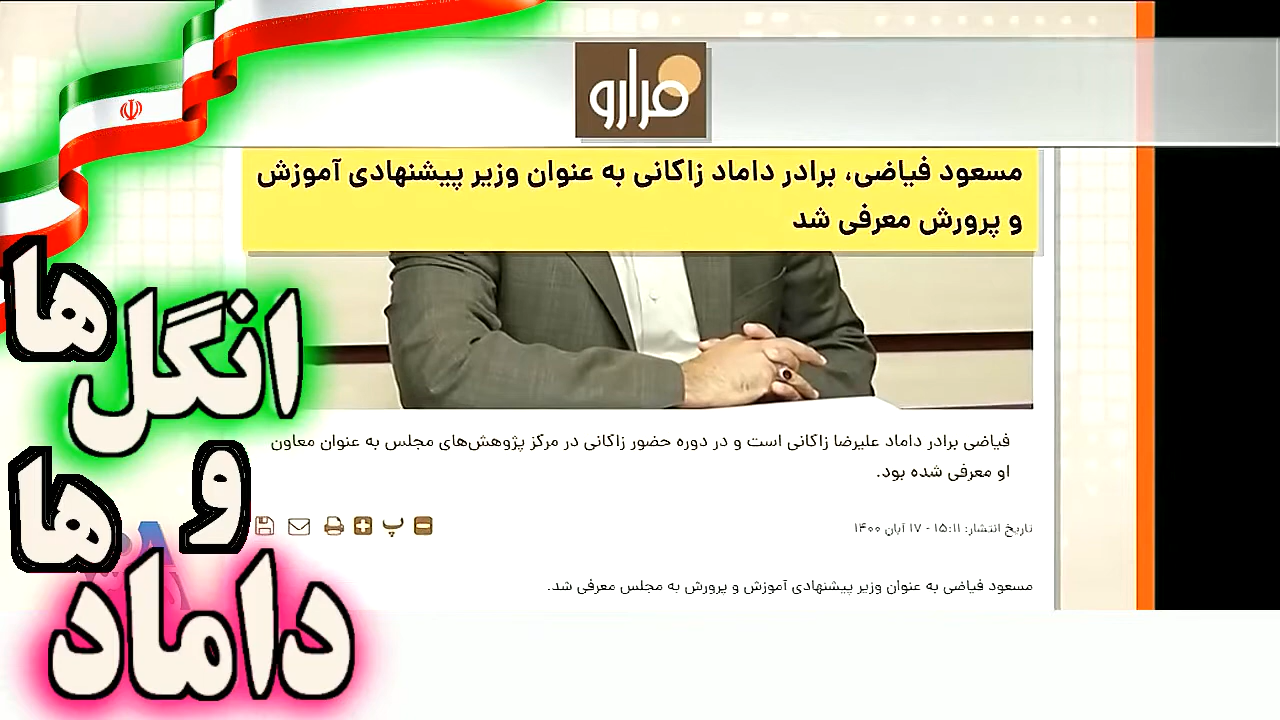 فرارو
مسعود فیاضی، برادر داماد زاکانی به عنوان وزیر پیشنهادی آموزش
و پرورش معرفی شد
فیاضی برادر داماد علیرضا زاکانی است و در دوره حضور زاکانی در مرکز پژوهش‌های مجلس به عنوان معاون
او معرفی شده بود.
تاریخ انتشار: ۱۵:۱۱ - ۱۷ آبان ۱۴۰۰
پ
مسعود فیاضی به عنوان وزیر پیشنهادی آموزش و پرورش به مجلس معرفی شد.
انگل ها
و
داماد ها